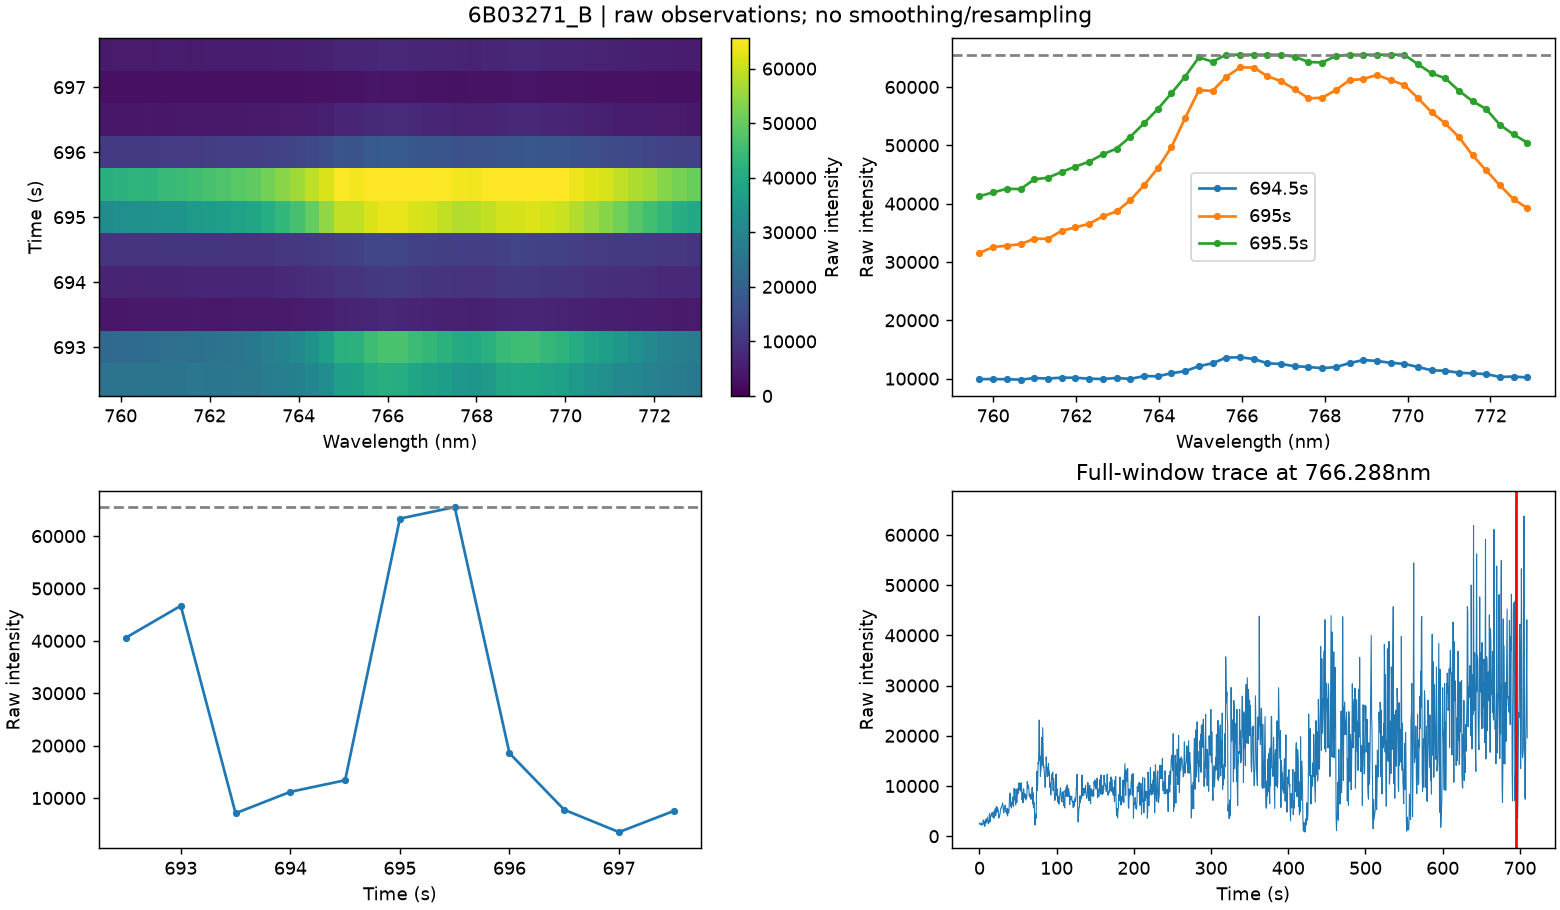 6B03271_B | raw observations; no smoothing/resampling
697
696
695
694
693
Time (s)
760 762 764 766 768 770 772
Wavelength (nm)
60000
50000
40000
30000
20000
10000
0
Raw intensity
60000
50000
40000
30000
20000
10000
Raw intensity
694.5s
695s
695.5s
760 762 764 766 768 770 772
Wavelength (nm)
60000
50000
40000
30000
20000
10000
Raw intensity
693 694 695 696 697
Time (s)
Full-window trace at 766.288nm
60000
50000
40000
30000
20000
10000
0
Raw intensity
0 100 200 300 400 500 600 700
Time (s)